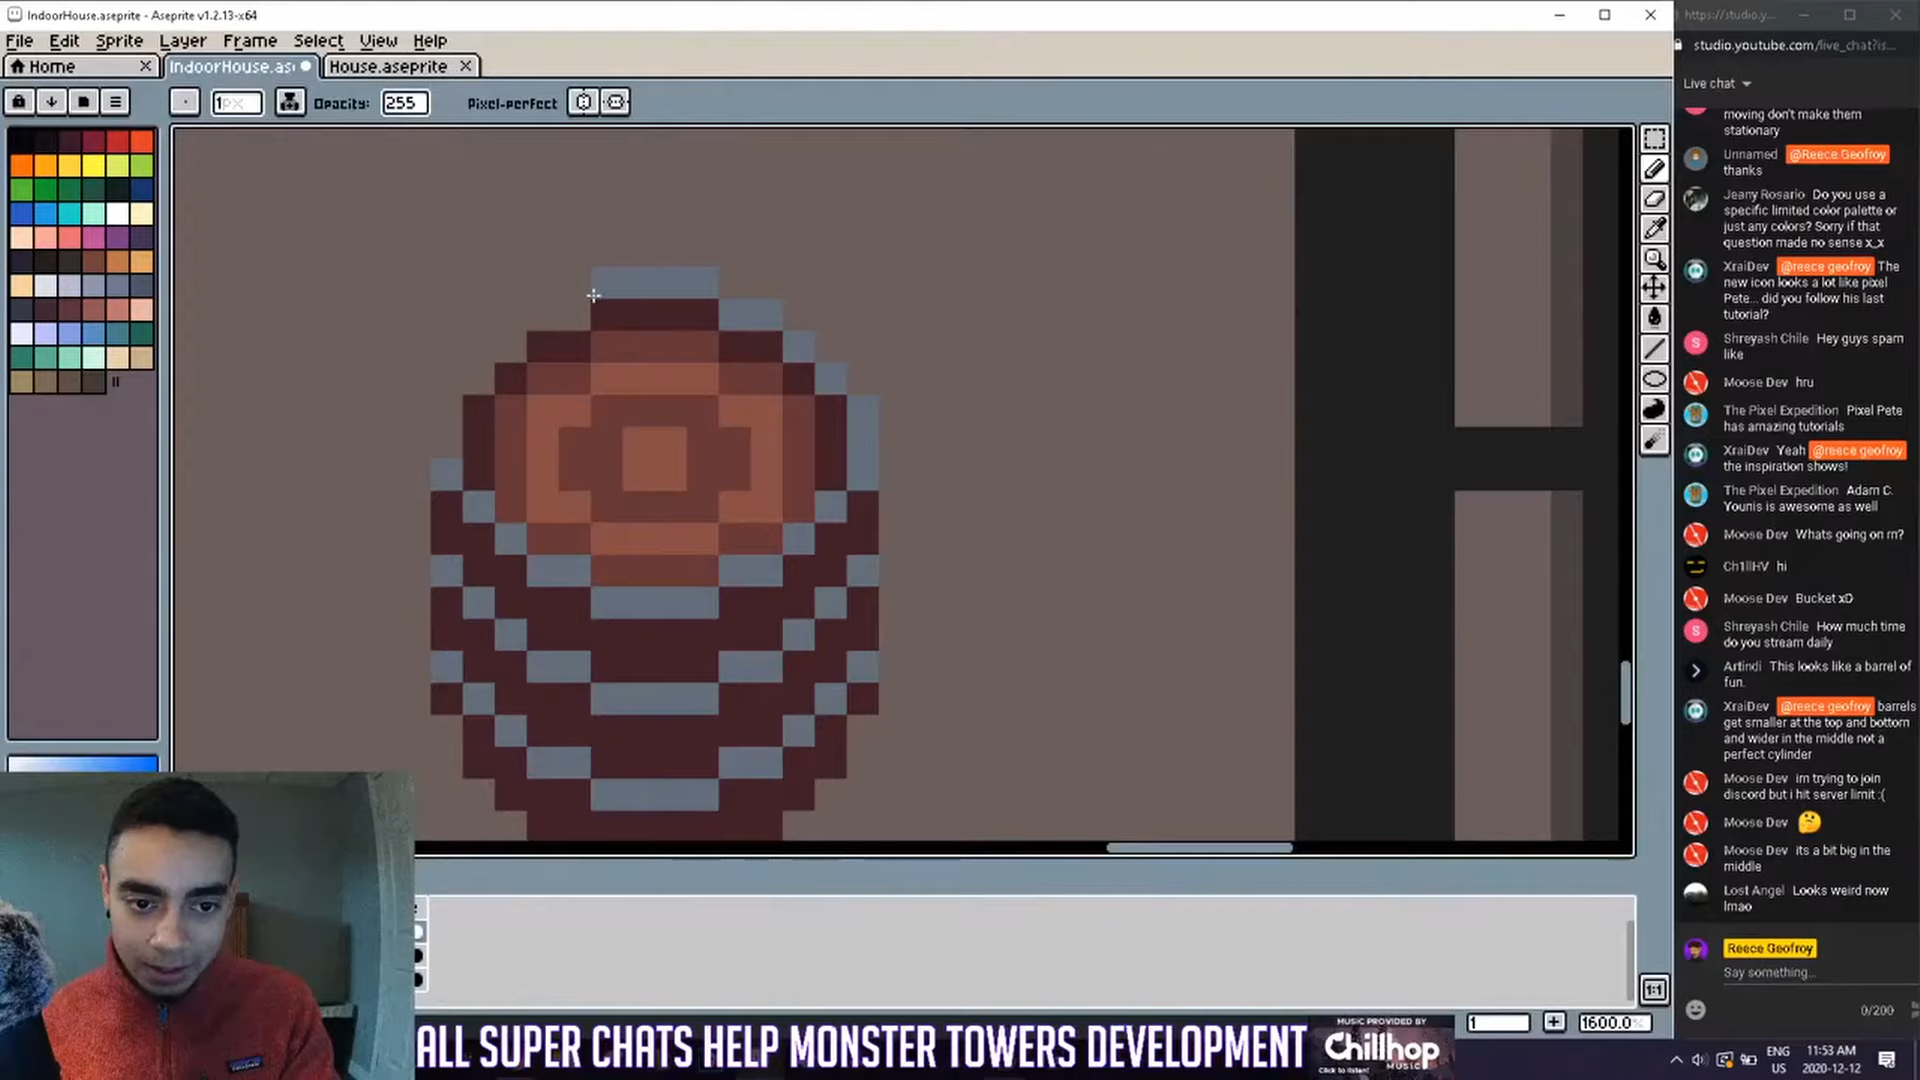 IndoorHouse.aseprite - Aseprite v1.2.13-x64
https://studio.y...
File Edit Sprite Layer Frame Select View Help
studio.youtube.com/live_chat?is...
Home
IndoorHouse.as
House.aseprite
1px
Opacity: 255
Pixel-perfect
Live chat
moving don't make them
stationary
Unnamed @Reece Geofroy
thanks
Jeany Rosario Do you use a
specific limited color palette or
just any colors? Sorry if that
question made no sense x_x
XraiDev @reece geofroy The
new icon looks a lot like pixel
Pete... did you follow his last
tutorial?
Shreyash Chile Hey guys spam
like
Moose Dev hru
The Pixel Expedition Pixel Pete
has amazing tutorials
XraiDev Yeah @reece geofroy
the inspiration shows!
The Pixel Expedition Adam C.
Younis is awesome as well
Moose Dev Whats going on rn?
Ch1llHV hi
Moose Dev Bucket xD
Shreyash Chile How much time
do you stream daily
Artindi This looks like a barrel of
fun.
XraiDev @reece geofroy barrels
get smaller at the top and bottom
and wider in the middle not a
perfect cylinder
Moose Dev im trying to join
discord but i hit server limit :(
Moose Dev 🤔
Moose Dev its a bit big in the
middle
Lost Angel Looks weird now
lmao
Reece Geofroy
Say something...
0/200
1:1
1
1600.0
ALL SUPER CHATS HELP MONSTER TOWERS DEVELOPMENT
MUSIC PROVIDED BY
Chillhop
MUSIC
Click to listen!
ENG
US
11:53 AM
2020-12-12